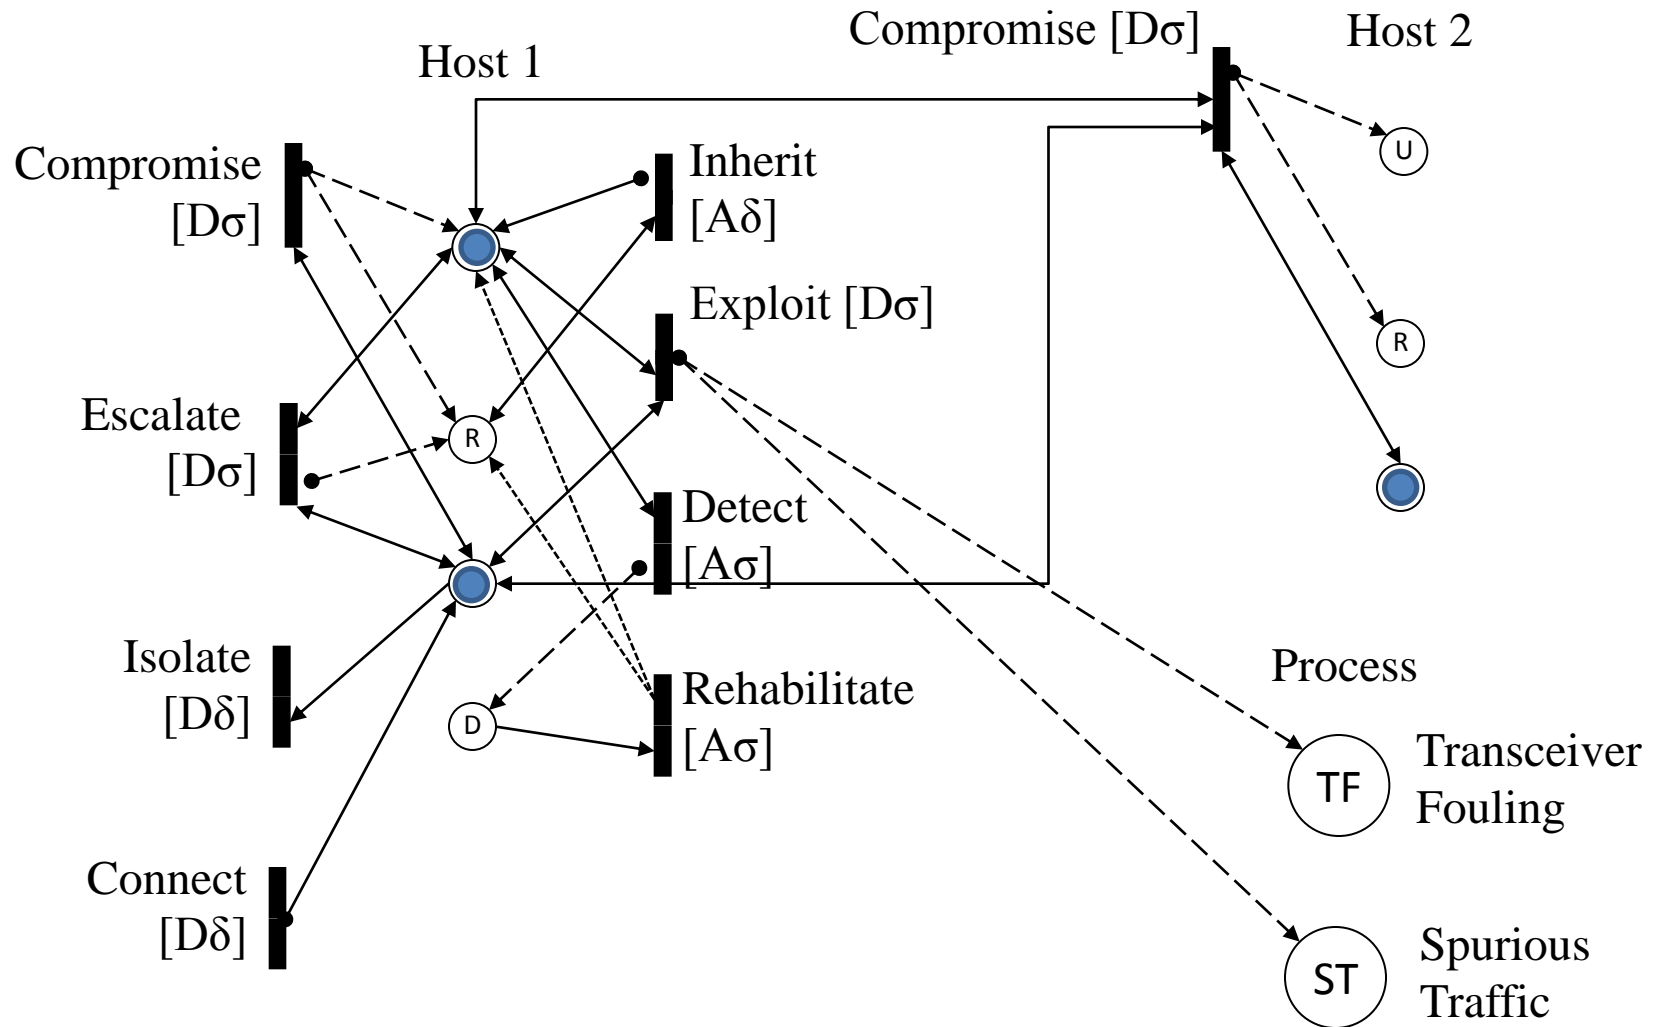 Compromise [Dσ]
Host 2
Host 1
U
Compromise
[Dσ]
Inherit
[Aδ]
Exploit [Dσ]
R
Escalate
[Dσ]
R
Detect
[Aσ]
Isolate
[Dδ]
D
Rehabilitate
[Aσ]
Process
TF
Transceiver
Fouling
Connect
[Dδ]
ST
Spurious
Traffic